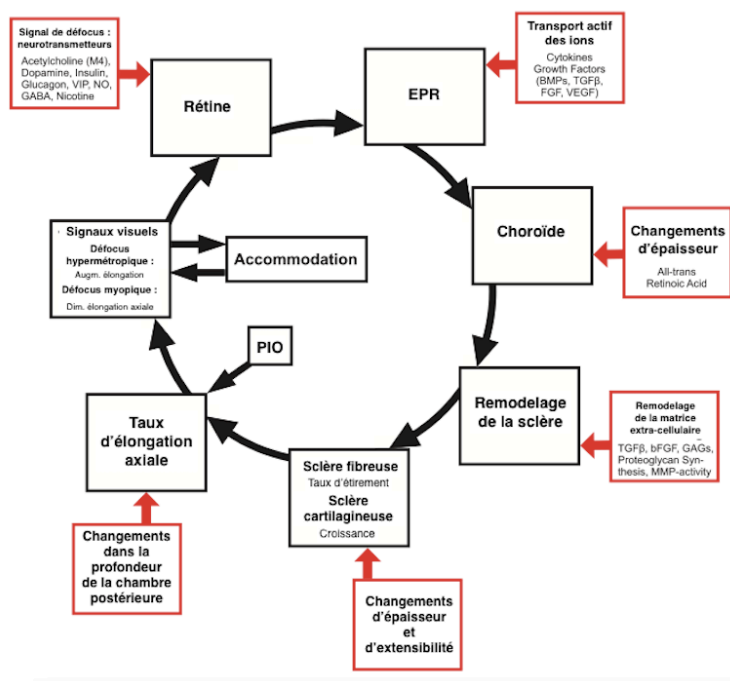 Signal de défocus :
neurotransmetteurs
Acetylcholine (M4),
Dopamine, Insulin,
Glucagon, VIP, NO,
GABA, Nicotine
Rétine
EPR
Transport actif
des ions
Cytokines
Growth Factors
(BMPs, TGFβ,
FGF, VEGF)
Choroïde
Changements
d'épaisseur
All-trans
Retinoic Acid
Signaux visuels
Défocus
hypermétropique :
Augm. élongation
Défocus myopique :
Dim. élongation axiale
Accommodation
PIO
Taux
d'élongation
axiale
Remodelage
de la sclère
Remodelage
de la matrice
extra-cellulaire
TGFβ, bFGF, GAGs,
Proteoglycan Syn-
thesis, MMP-activity
Sclère fibreuse
Taux d'étirement
Sclère
cartilagineuse
Croissance
Changements
dans la
profondeur
de la chambre
postérieure
Changements
d'épaisseur
et
d'extensibilité